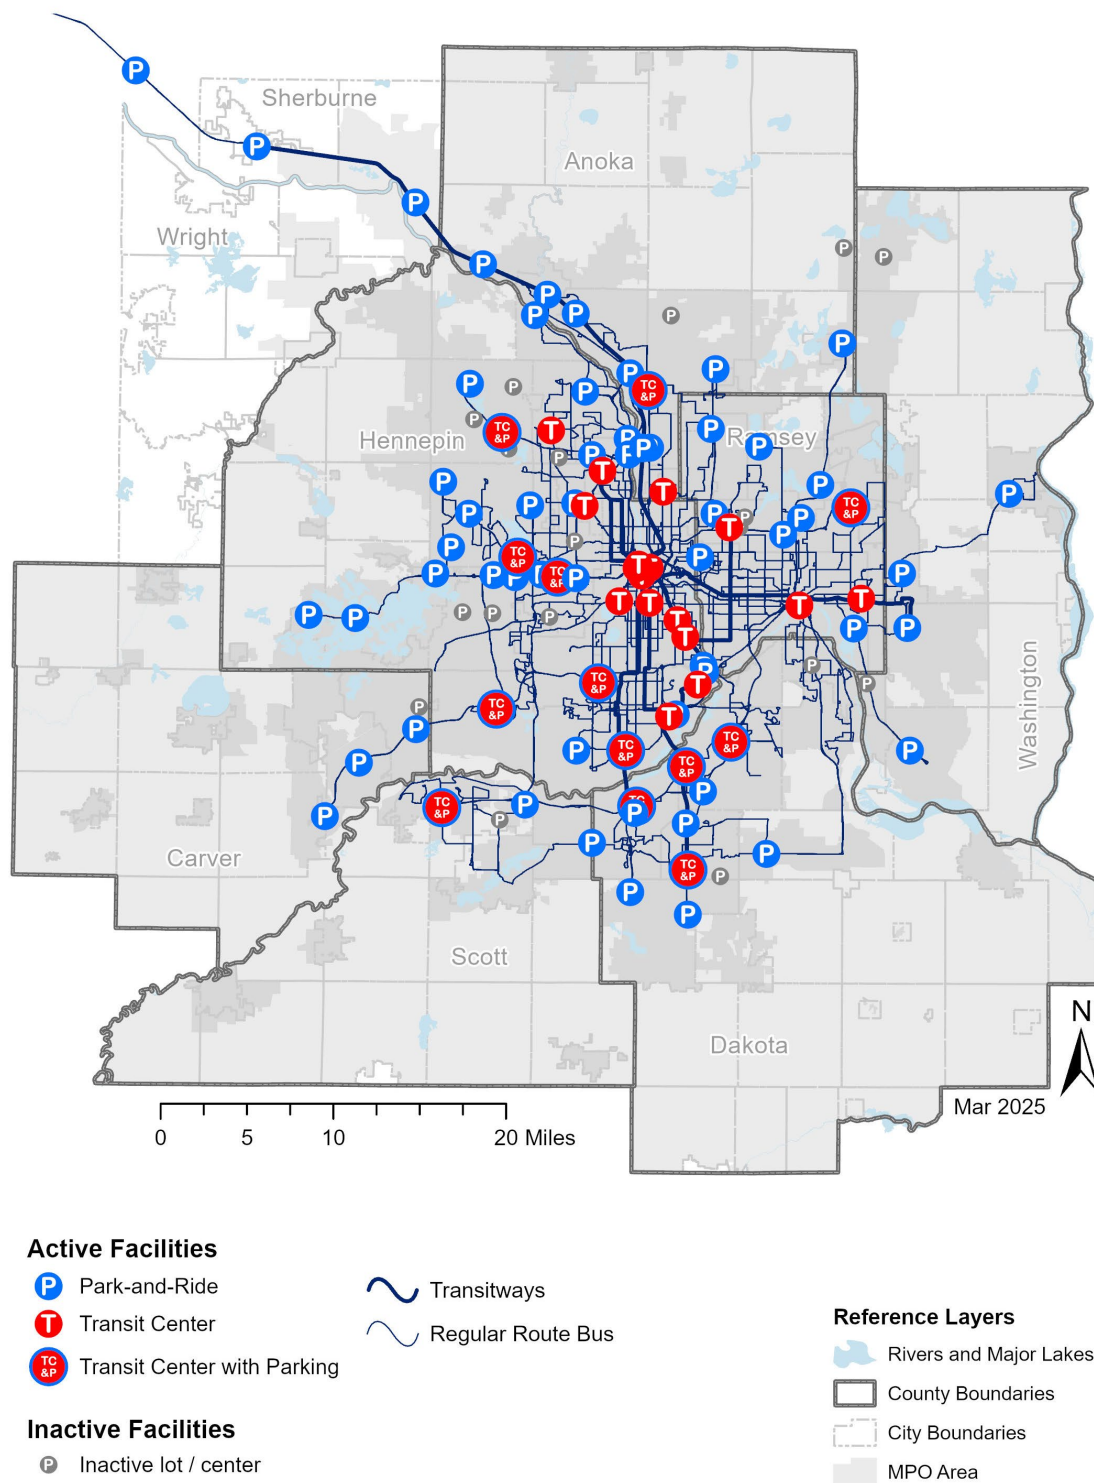 Sherburne
Anoka
Wright
Hennepin
Ramsey
Washington
Carver
Scott
Dakota
N
Mar 2025
0 5 10 20 Miles
Active Facilities
P Park-and-Ride
T Transit Center
TC &P Transit Center with Parking
Transitways
Regular Route Bus
Inactive Facilities
P Inactive lot / center
Reference Layers
Rivers and Major Lakes
County Boundaries
City Boundaries
MPO Area